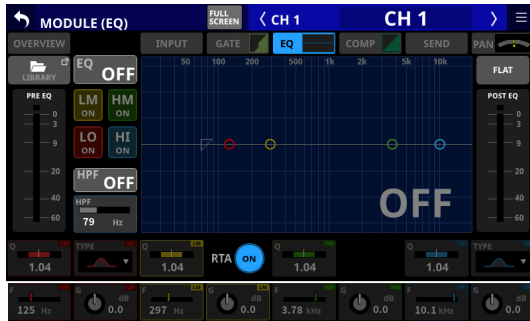 MODULE (EQ)
FULL
SCREEN
CH 1
CH 1
OVERVIEW
INPUT
GATE
EQ
COMP
SEND
PAN
LIBRARY
EQ
OFF
50
100
200
500
1k
2k
5k
10k
FLAT
PRE EQ
0
3
9
20
40
60
LM
ON
HM
ON
LO
ON
HI
ON
HPF
OFF
HPF
79 Hz
OFF
POST EQ
0
3
9
20
40
60
Q
1.04
TYPE
Q
LM
1.04
RTA
ON
Q
1.04
Q
1.04
TYPE
F
125 Hz
G
dB
0.0
F
LM
297 Hz
G
LM
dB
0.0
F
3.78 kHz
G
dB
0.0
F
10.1 kHz
G
dB
0.0